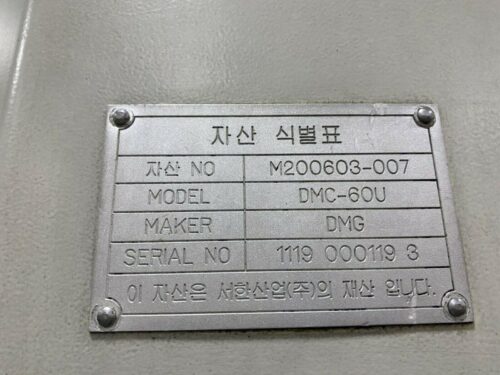 자산 식별표
자산 NO M200603-007
MODEL DMC-60U
MAKER DMG
SERIAL NO 1119 000119 3
이 자산은 서한산업(주)의 재산 입니다.